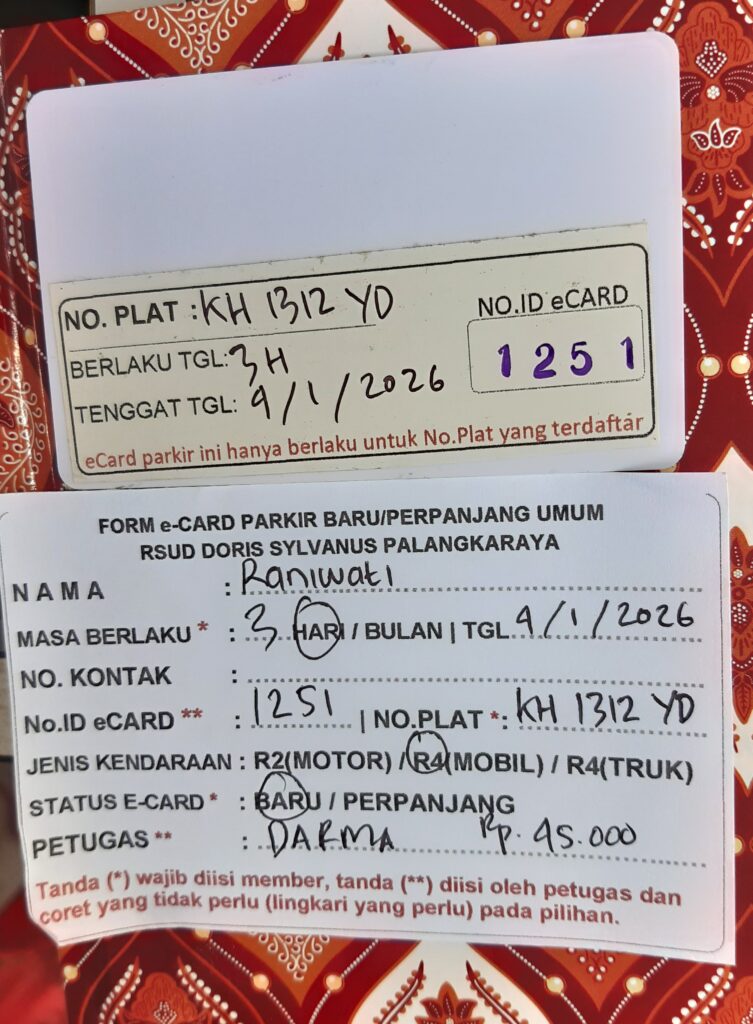 NO. PLAT : KH 1312 YD
NO.ID eCARD
1251
BERLAKU TGL: 3 H
TENGGAT TGL: 9/1/2026
eCard parkir ini hanya berlaku untuk No.Plat yang terdaftar
FORM e-CARD PARKIR BARU/PERPANJANG UMUM
RSUD DORIS SYLVANUS PALANGKARAYA
NAMA : Raniwati
MASA BERLAKU * : 3 HARI / BULAN | TGL 9/1/2026
NO. KONTAK :
No.ID eCARD ** : 1251 | NO.PLAT *: KH 1312 YD
JENIS KENDARAAN : R2(MOTOR) / R4(MOBIL) / R4(TRUK)
STATUS E-CARD * : BARU / PERPANJANG
PETUGAS ** : DARMA Rp. 45.000
Tanda (*) wajib diisi member, tanda (**) diisi oleh petugas dan
coret yang tidak perlu (lingkari yang perlu) pada pilihan.